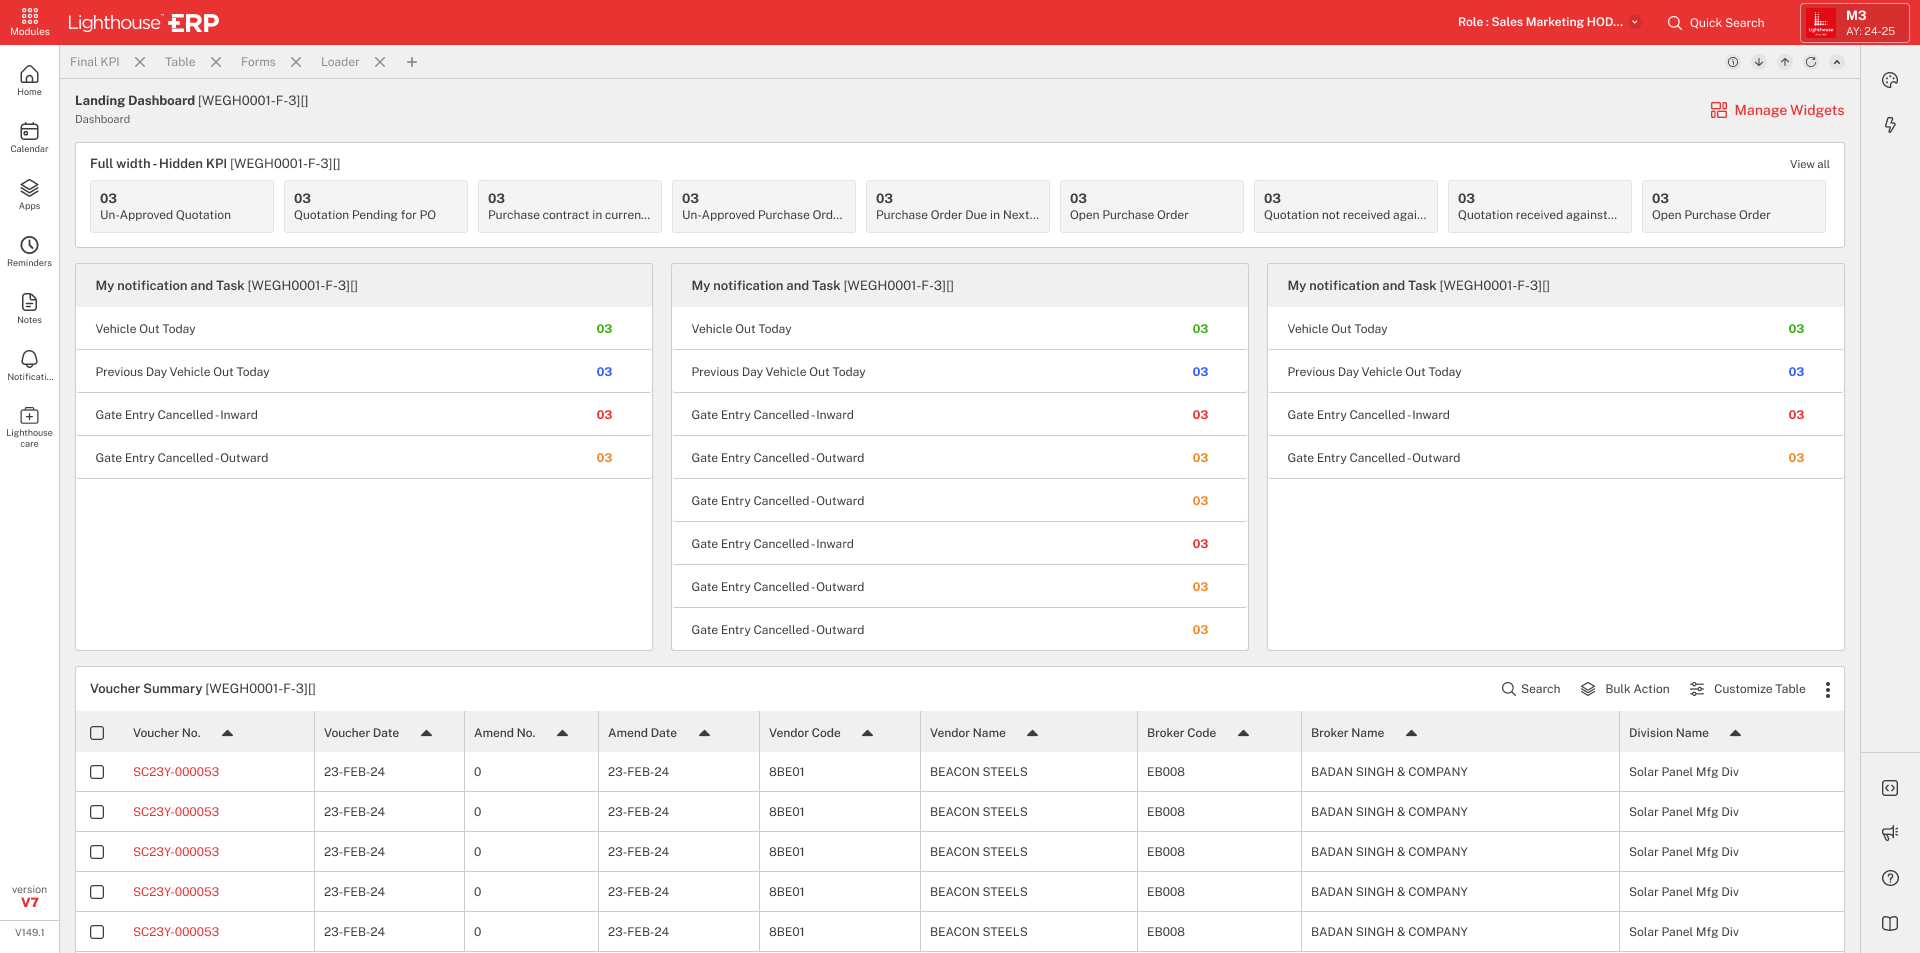 Modules
Lighthouse ERP
Role : Sales Marketing HOD...
Quick Search
Lighthouse
M3
AY: 24-25
Final KPI
Table
Forms
Loader
Home
Calendar
Apps
Reminders
Notes
Notificati...
Lighthouse
care
version
V7
V149.1
Landing Dashboard [WEGH0001-F-3][]
Dashboard
Manage Widgets
Full width - Hidden KPI [WEGH0001-F-3][]
View all
03
Un-Approved Quotation
03
Quotation Pending for PO
03
Purchase contract in curren...
03
Un-Approved Purchase Ord...
03
Purchase Order Due in Next...
03
Open Purchase Order
03
Quotation not received agai...
03
Quotation received against...
03
Open Purchase Order
My notification and Task [WEGH0001-F-3][]
Vehicle Out Today 03
Previous Day Vehicle Out Today 03
Gate Entry Cancelled - Inward 03
Gate Entry Cancelled - Outward 03
My notification and Task [WEGH0001-F-3][]
Vehicle Out Today 03
Previous Day Vehicle Out Today 03
Gate Entry Cancelled - Inward 03
Gate Entry Cancelled - Outward 03
Gate Entry Cancelled - Outward 03
Gate Entry Cancelled - Inward 03
Gate Entry Cancelled - Outward 03
Gate Entry Cancelled - Outward 03
My notification and Task [WEGH0001-F-3][]
Vehicle Out Today 03
Previous Day Vehicle Out Today 03
Gate Entry Cancelled - Inward 03
Gate Entry Cancelled - Outward 03
Voucher Summary [WEGH0001-F-3][]
Search
Bulk Action
Customize Table
Voucher No. Voucher Date Amend No. Amend Date Vendor Code Vendor Name Broker Code Broker Name Division Name
SC23Y-000053 23-FEB-24 0 23-FEB-24 8BE01 BEACON STEELS EB008 BADAN SINGH & COMPANY Solar Panel Mfg Div
SC23Y-000053 23-FEB-24 0 23-FEB-24 8BE01 BEACON STEELS EB008 BADAN SINGH & COMPANY Solar Panel Mfg Div
SC23Y-000053 23-FEB-24 0 23-FEB-24 8BE01 BEACON STEELS EB008 BADAN SINGH & COMPANY Solar Panel Mfg Div
SC23Y-000053 23-FEB-24 0 23-FEB-24 8BE01 BEACON STEELS EB008 BADAN SINGH & COMPANY Solar Panel Mfg Div
SC23Y-000053 23-FEB-24 0 23-FEB-24 8BE01 BEACON STEELS EB008 BADAN SINGH & COMPANY Solar Panel Mfg Div